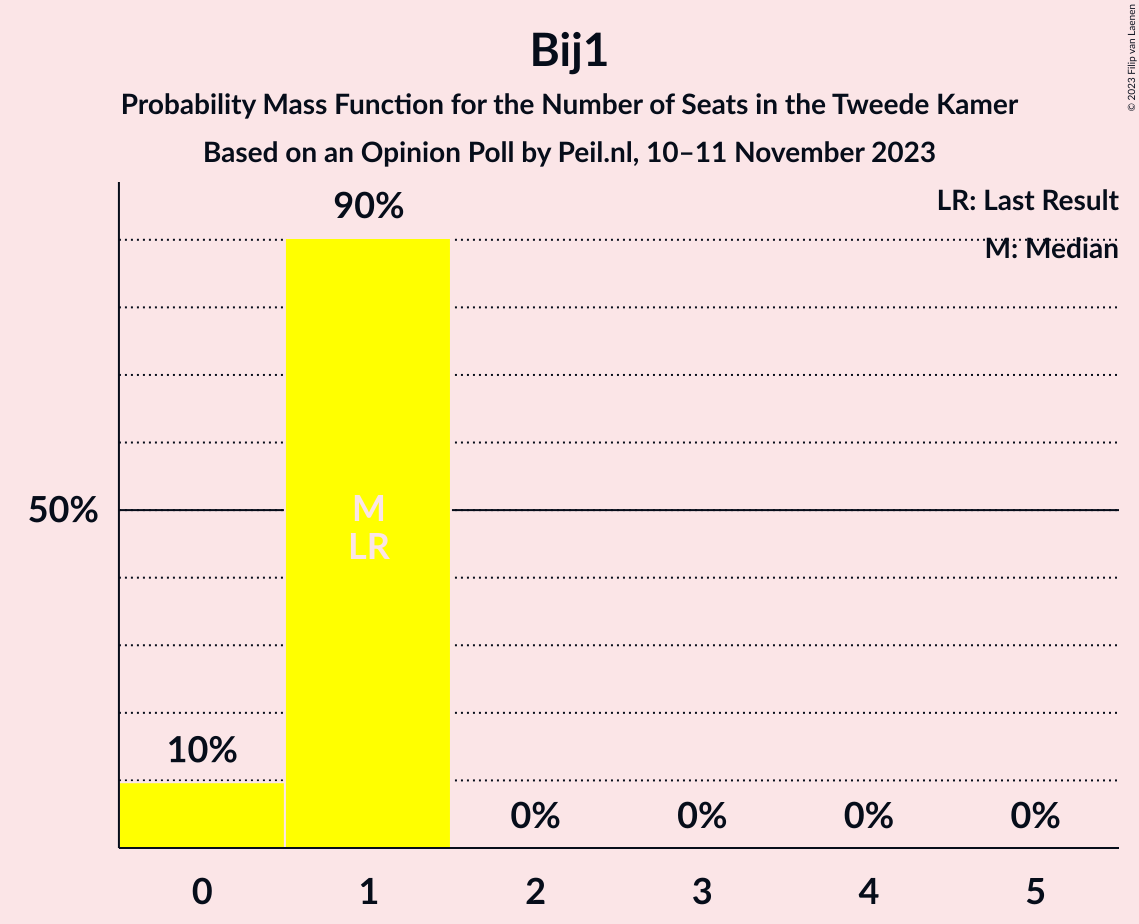 Bij1
Probability Mass Function for the Number of Seats in the Tweede Kamer
Based on an Opinion Poll by Peil.nl, 10–11 November 2023
© 2023 Filip van Laenen
LR: Last Result
M: Median
90%
50%
M
LR
10%
0%
0%
0%
0%
0
1
2
3
4
5